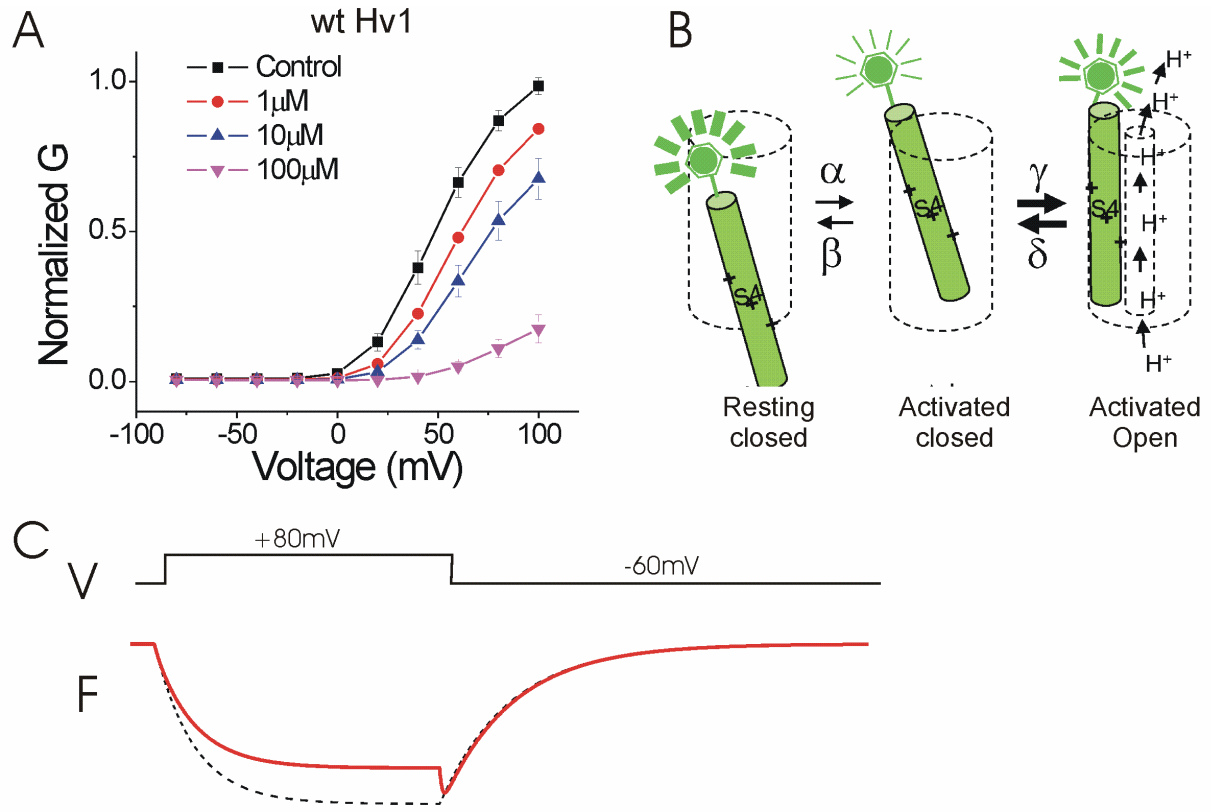 A
wt Hv1
Control
1μM
10μM
100μM
1.0
0.5
0.0
Normalized G
-100
-50
0
50
100
Voltage (mV)
B
α
β
γ
δ
S4
S4
S4
H⁺
H⁺
H⁺
H⁺
H⁺
H⁺
H⁺
Resting
closed
Activated
closed
Activated
Open
C
V
+80mV
-60mV
F